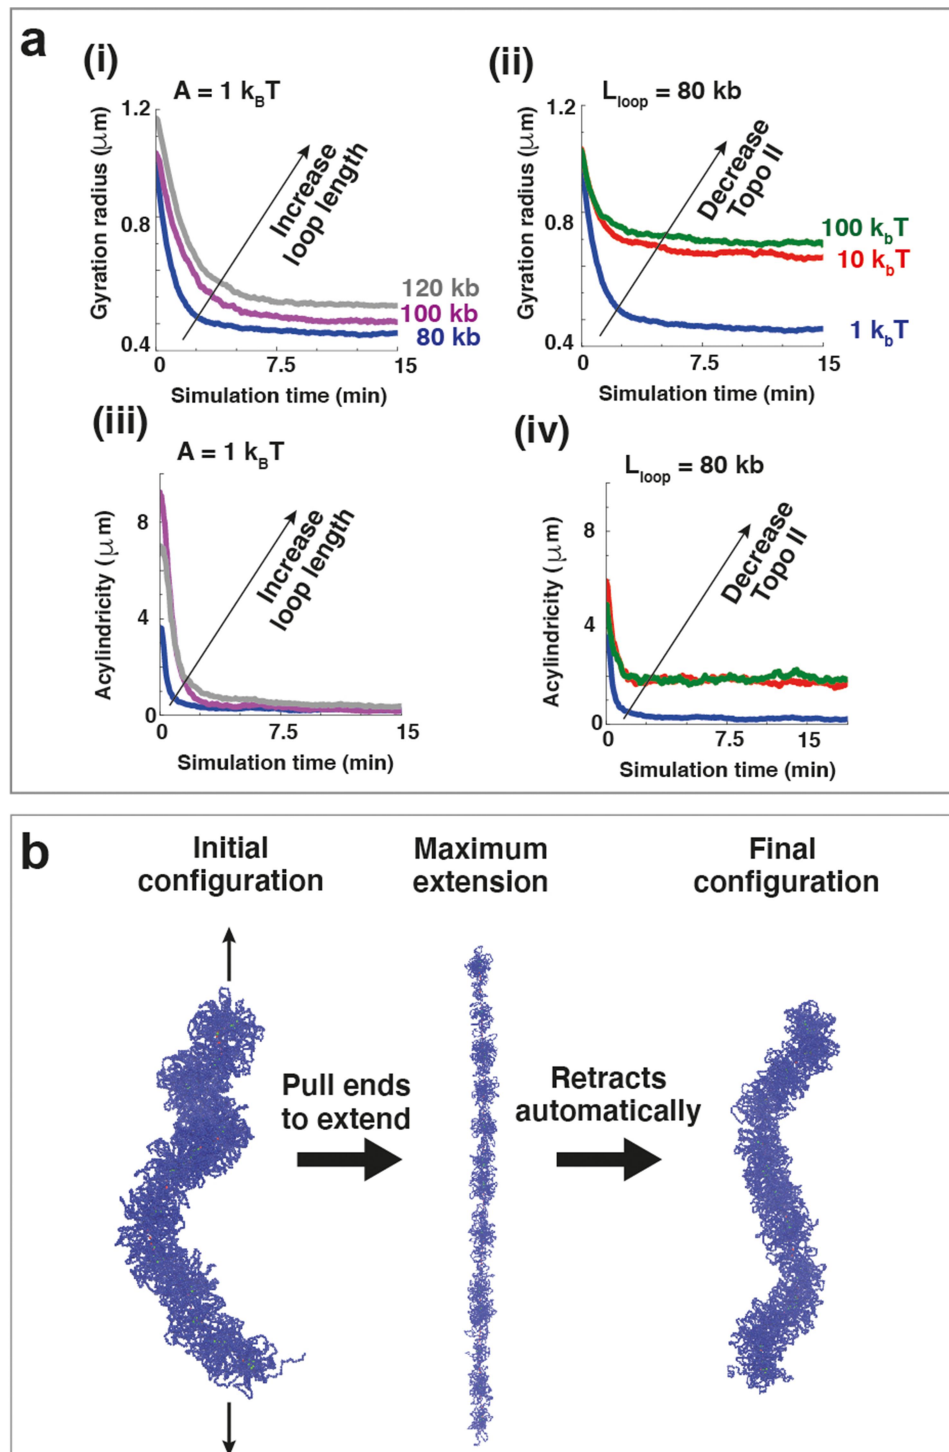 a
(i)
A = 1 kBT
Gyration radius (μm)
1.2
0.8
0.4
Increase
loop length
120 kb
100 kb
80 kb
0
7.5
15
Simulation time (min)
(ii)
Lloop = 80 kb
Gyration radius (μm)
1.2
0.8
0.4
Decrease
Topo II
100 kbT
10 kbT
1 kbT
0
7.5
15
Simulation time (min)
(iii)
A = 1 kBT
Acylindricity (μm)
8
4
0
Increase
loop length
0
7.5
15
Simulation time (min)
(iv)
Lloop = 80 kb
Acylindricity (μm)
8
4
0
Decrease
Topo II
0
7.5
15
Simulation time (min)
b
Initial
configuration
Maximum
extension
Final
configuration
Pull ends
to extend
Retracts
automatically